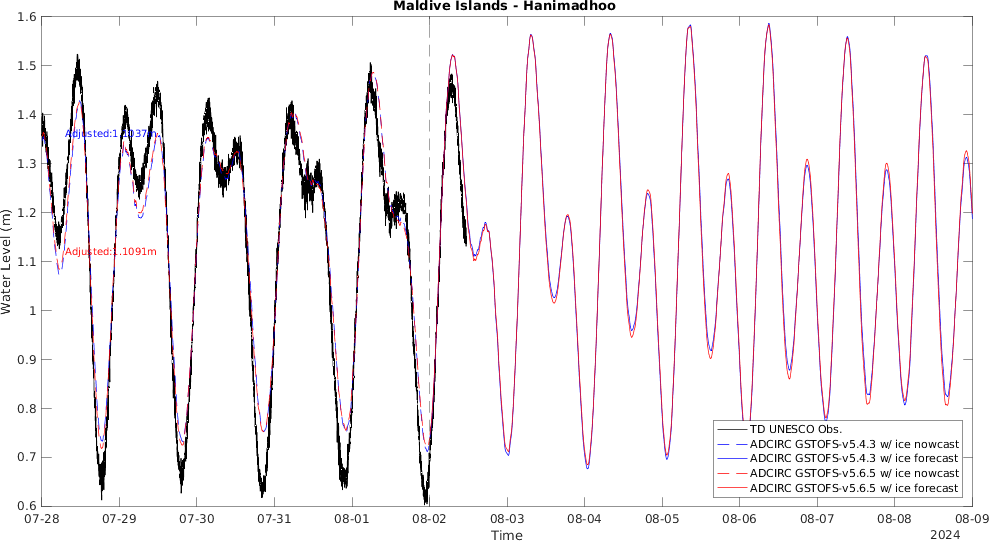 Maldive Islands - Hanimadhoo
Water Level (m)
1.6
1.5
1.4
1.3
1.2
1.1
1
0.9
0.8
0.7
0.6
Adjusted:1.1091m
TD UNESCO Obs.
ADCIRC GSTOFS-v5.4.3 w/ ice nowcast
ADCIRC GSTOFS-v5.4.3 w/ ice forecast
ADCIRC GSTOFS-v5.6.5 w/ ice nowcast
ADCIRC GSTOFS-v5.6.5 w/ ice forecast
07-28 07-29 07-30 07-31 08-01 08-02 08-03 08-04 08-05 08-06 08-07 08-08 08-09
Time
2024